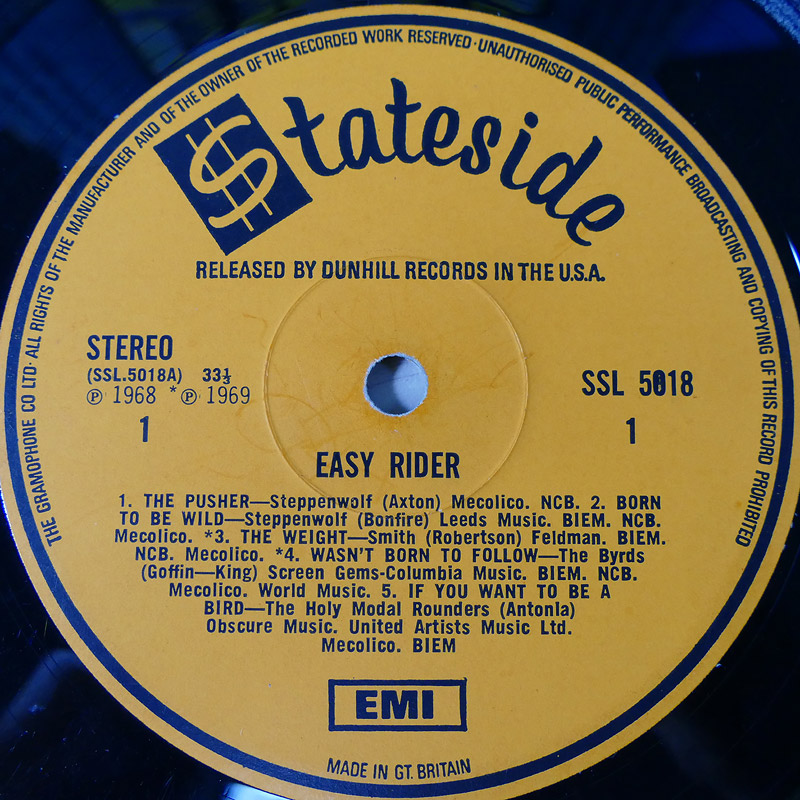 THE GRAMOPHONE CO LTD· ALL RIGHTS OF THE MANUFACTURER AND OF THE OWNER OF THE RECORDED WORK RESERVED · UNAUTHORISED PUBLIC PERFORMANCE BROADCASTING AND COPYING OF THIS RECORD PROHIBITED
$tateside
RELEASED BY DUNHILL RECORDS IN THE U.S.A.
STEREO
(SSL.5018A) 33⅓
℗ 1968 *℗ 1969
1
SSL 5018
1
EASY RIDER
1. THE PUSHER—Steppenwolf (Axton) Mecolico. NCB. 2. BORN
TO BE WILD—Steppenwolf (Bonfire) Leeds Music. BIEM. NCB.
Mecolico. *3. THE WEIGHT—Smith (Robertson) Feldman. BIEM.
NCB. Mecolico. *4. WASN'T BORN TO FOLLOW—The Byrds
(Goffin—King) Screen Gems-Columbia Music. BIEM. NCB.
Mecolico. World Music. 5. IF YOU WANT TO BE A
BIRD—The Holy Modal Rounders (Antonia)
Obscure Music. United Artists Music Ltd.
Mecolico. BIEM
EMI
MADE IN GT. BRITAIN